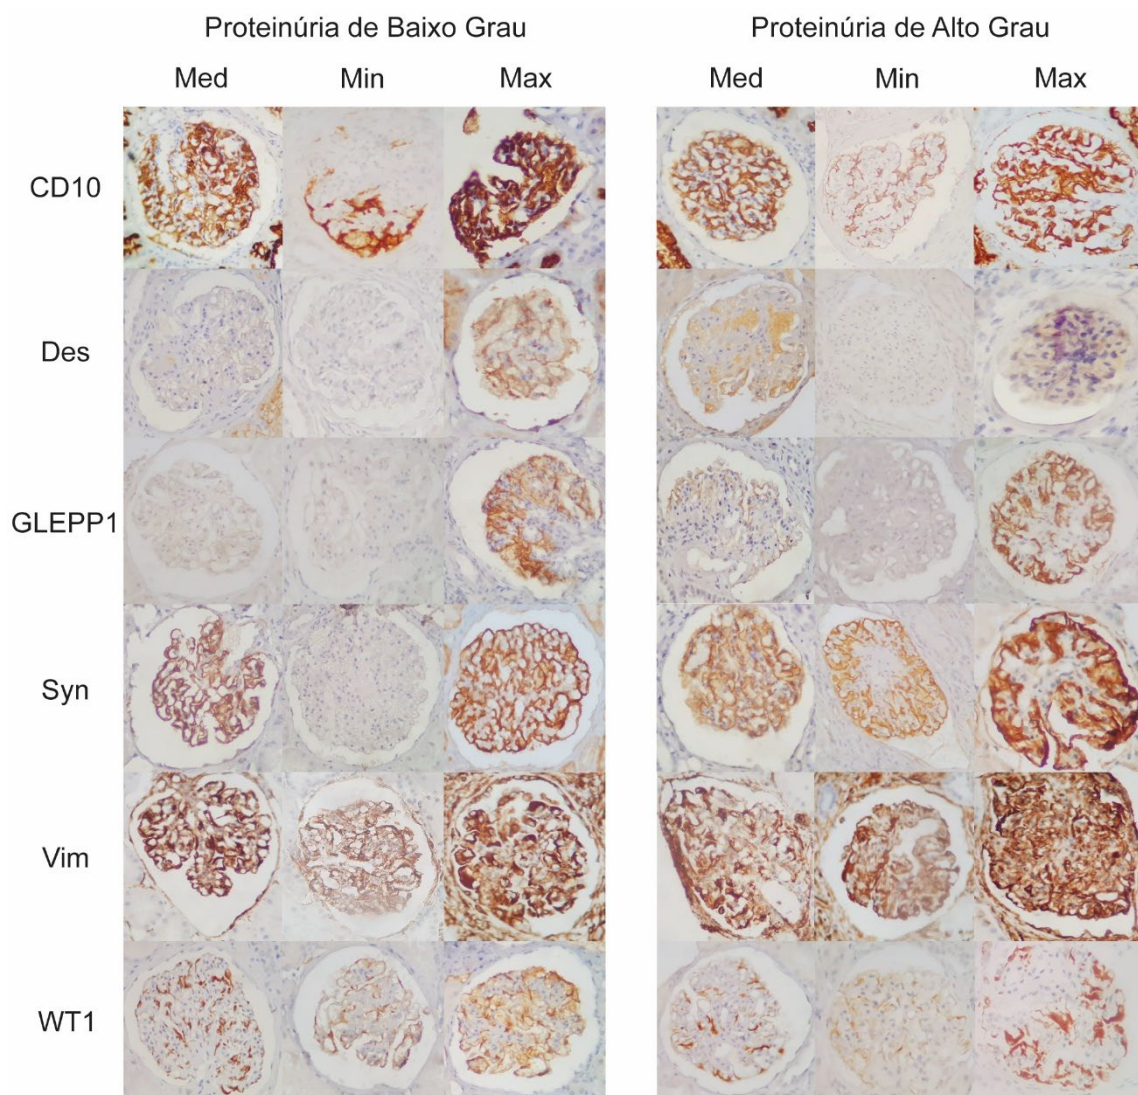 Proteinúria de Baixo Grau Proteinúria de Alto Grau
Med Min Max Med Min Max
CD10
Des
GLEPP1
Syn
Vim
WT1